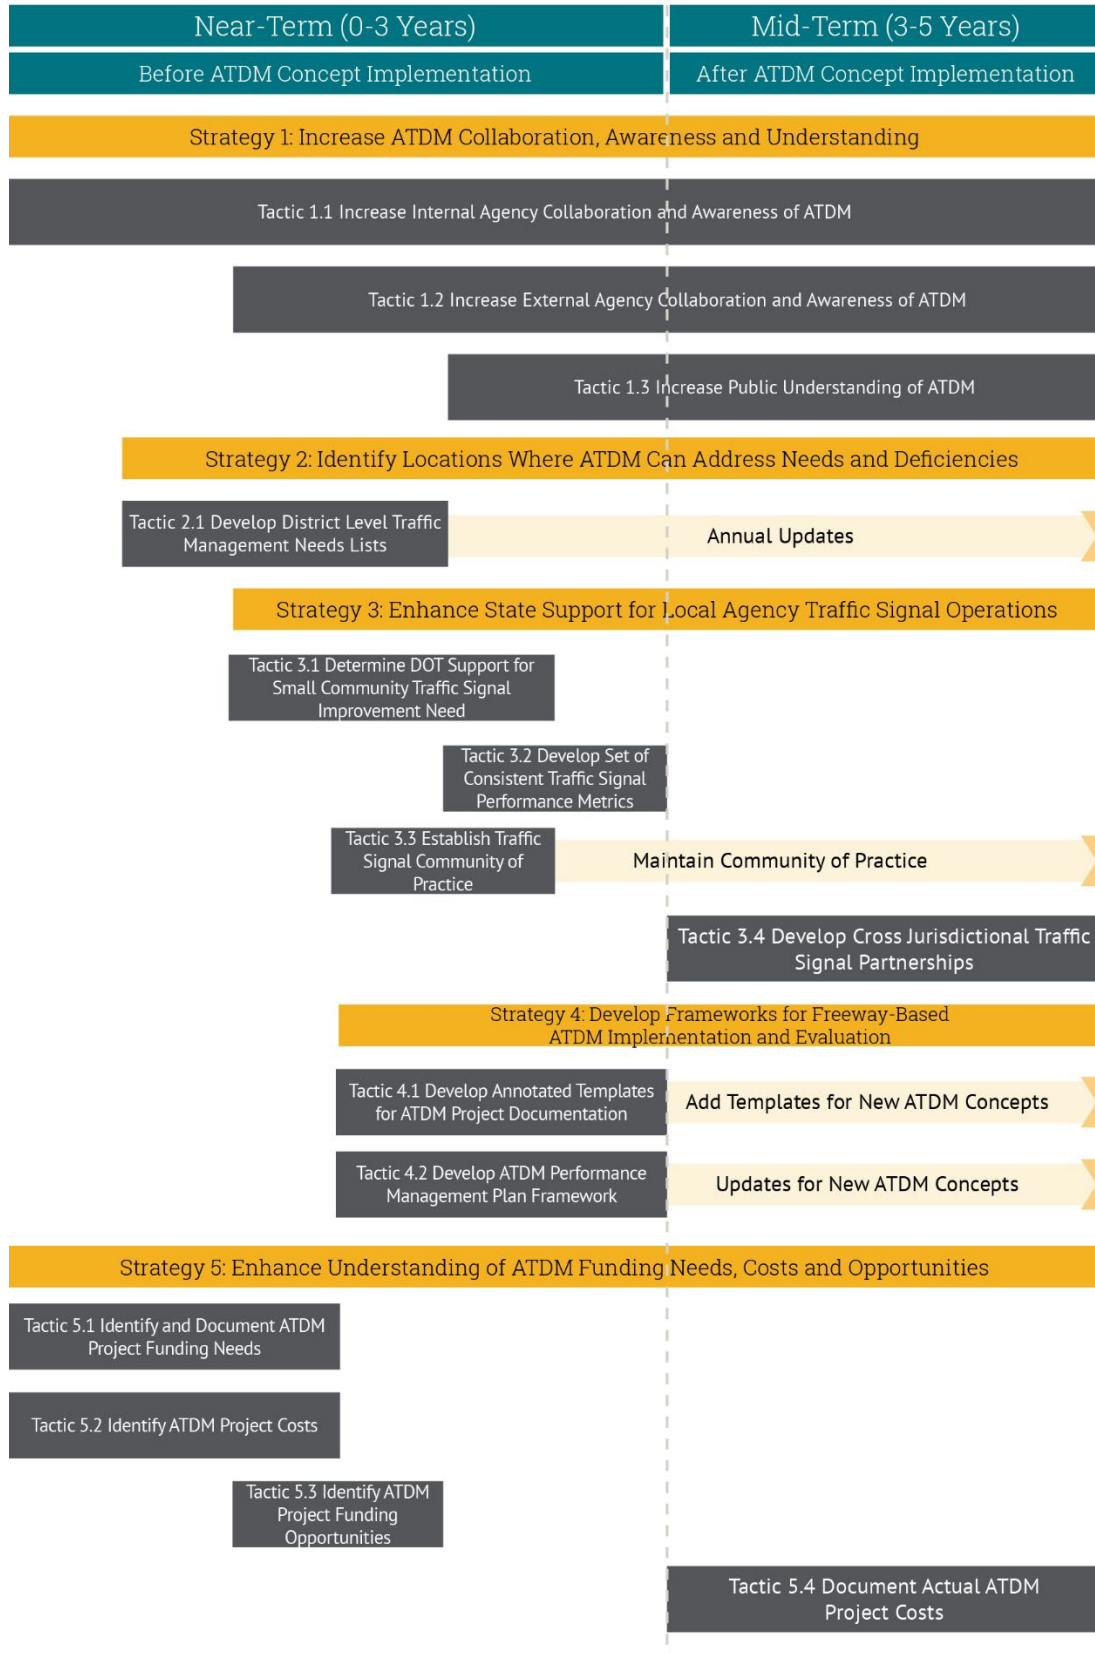 Near-Term (0-3 Years)
Mid-Term (3-5 Years)
Before ATDM Concept Implementation
After ATDM Concept Implementation
Strategy 1: Increase ATDM Collaboration, Awareness and Understanding
Tactic 1.1 Increase Internal Agency Collaboration and Awareness of ATDM
Tactic 1.2 Increase External Agency Collaboration and Awareness of ATDM
Tactic 1.3 Increase Public Understanding of ATDM
Strategy 2: Identify Locations Where ATDM Can Address Needs and Deficiencies
Tactic 2.1 Develop District Level Traffic
Management Needs Lists
Annual Updates
Strategy 3: Enhance State Support for Local Agency Traffic Signal Operations
Tactic 3.1 Determine DOT Support for
Small Community Traffic Signal
Improvement Need
Tactic 3.2 Develop Set of
Consistent Traffic Signal
Performance Metrics
Tactic 3.3 Establish Traffic
Signal Community of
Practice
Maintain Community of Practice
Tactic 3.4 Develop Cross Jurisdictional Traffic
Signal Partnerships
Strategy 4: Develop Frameworks for Freeway-Based
ATDM Implementation and Evaluation
Tactic 4.1 Develop Annotated Templates
for ATDM Project Documentation
Add Templates for New ATDM Concepts
Tactic 4.2 Develop ATDM Performance
Management Plan Framework
Updates for New ATDM Concepts
Strategy 5: Enhance Understanding of ATDM Funding Needs, Costs and Opportunities
Tactic 5.1 Identify and Document ATDM
Project Funding Needs
Tactic 5.2 Identify ATDM Project Costs
Tactic 5.3 Identify ATDM
Project Funding
Opportunities
Tactic 5.4 Document Actual ATDM
Project Costs